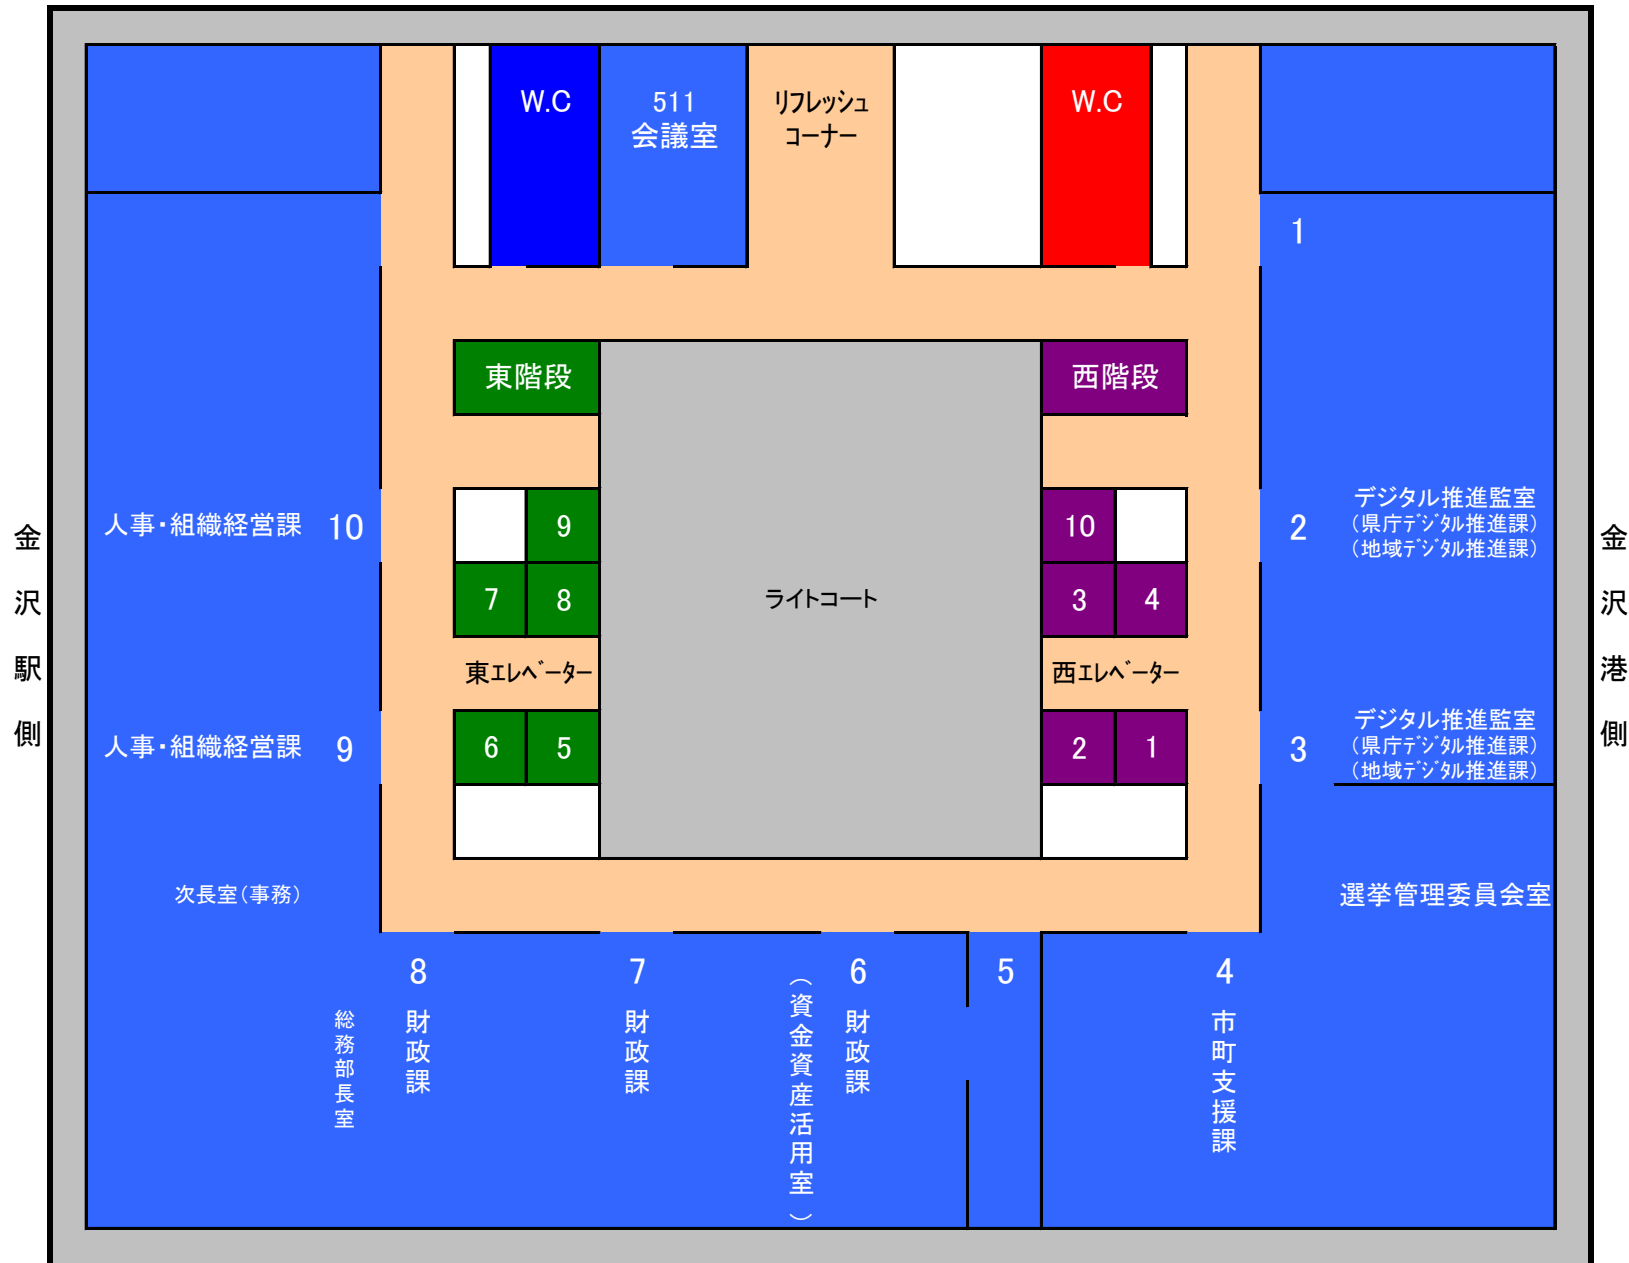 W.C
511
会議室
リフレッシュ
コーナー
W.C
1
東階段
西階段
人事・組織経営課 10
9
10
2
デジタル推進監室
(県庁デジタル推進課)
(地域デジタル推進課)
7
8
ライトコート
3
4
東エレベーター
西エレベーター
人事・組織経営課 9
6
5
2
1
3
デジタル推進監室
(県庁デジタル推進課)
(地域デジタル推進課)
次長室(事務)
選挙管理委員会室
8
財政課
総務部長室
7
財政課
6
財政課
(資金資産活用室)
5
4
市町支援課
金沢駅側
金沢港側